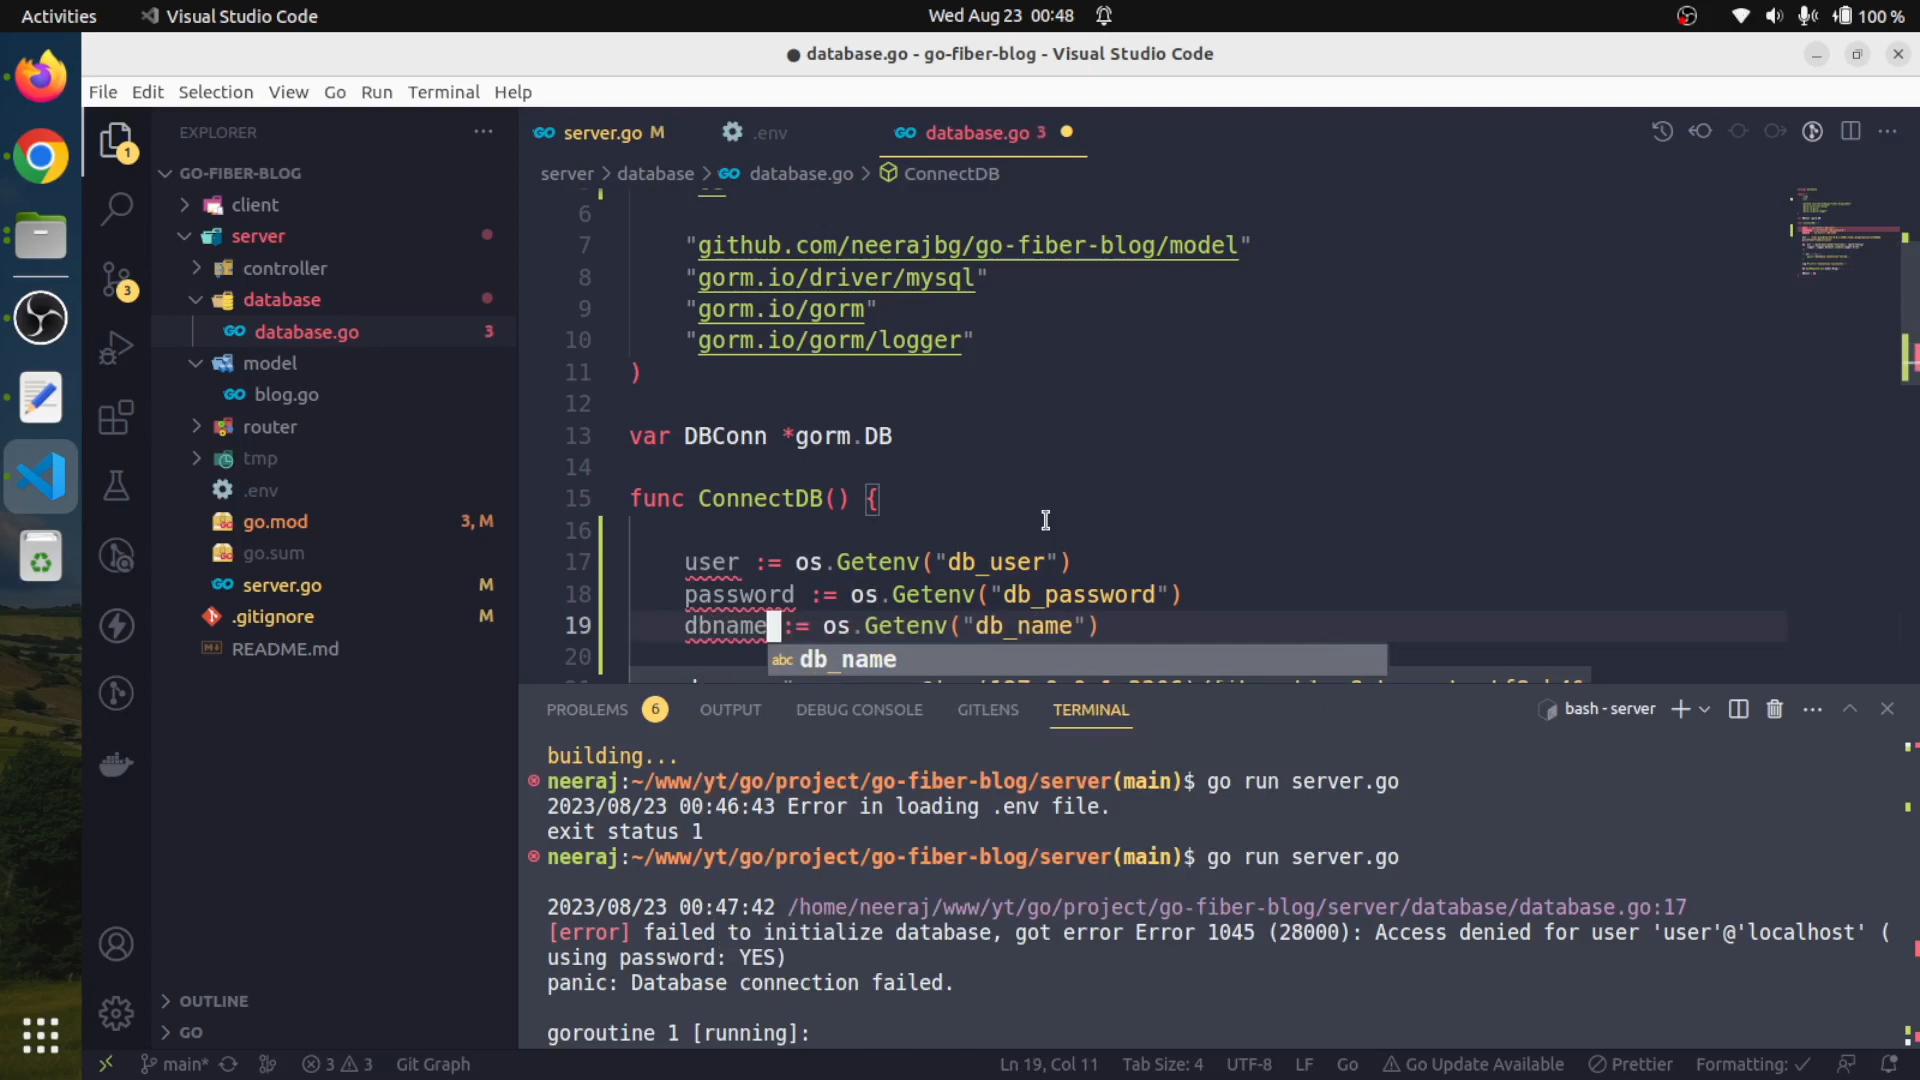 Activities
Visual Studio Code
Wed Aug 23 00:48
100 %
● database.go - go-fiber-blog - Visual Studio Code
File Edit Selection View Go Run Terminal Help
EXPLORER
server.go M
.env
database.go 3
server > database > database.go > ConnectDB
GO-FIBER-BLOG
client
server
controller
database
database.go 3
model
blog.go
router
tmp
.env
go.mod 3, M
go.sum
server.go M
.gitignore M
README.md
OUTLINE
GO
1
3
6
7 "github.com/neerajbg/go-fiber-blog/model"
8 "gorm.io/driver/mysql"
9 "gorm.io/gorm"
10 "gorm.io/gorm/logger"
11 )
12
13 var DBConn *gorm.DB
14
15 func ConnectDB() {
16
17 user := os.Getenv("db_user")
18 password := os.Getenv("db_password")
19 dbname := os.Getenv("db_name")
20
abc db_name
PROBLEMS 6 OUTPUT DEBUG CONSOLE GITLENS TERMINAL
bash - server
building...
neeraj:~/www/yt/go/project/go-fiber-blog/server(main)$ go run server.go
2023/08/23 00:46:43 Error in loading .env file.
exit status 1
neeraj:~/www/yt/go/project/go-fiber-blog/server(main)$ go run server.go
2023/08/23 00:47:42 /home/neeraj/www/yt/go/project/go-fiber-blog/server/database/database.go:17
[error] failed to initialize database, got error Error 1045 (28000): Access denied for user 'user'@'localhost' (
using password: YES)
panic: Database connection failed.
goroutine 1 [running]:
main* 3 3 Git Graph
Ln 19, Col 11 Tab Size: 4 UTF-8 LF Go Go Update Available Prettier Formatting: ✓